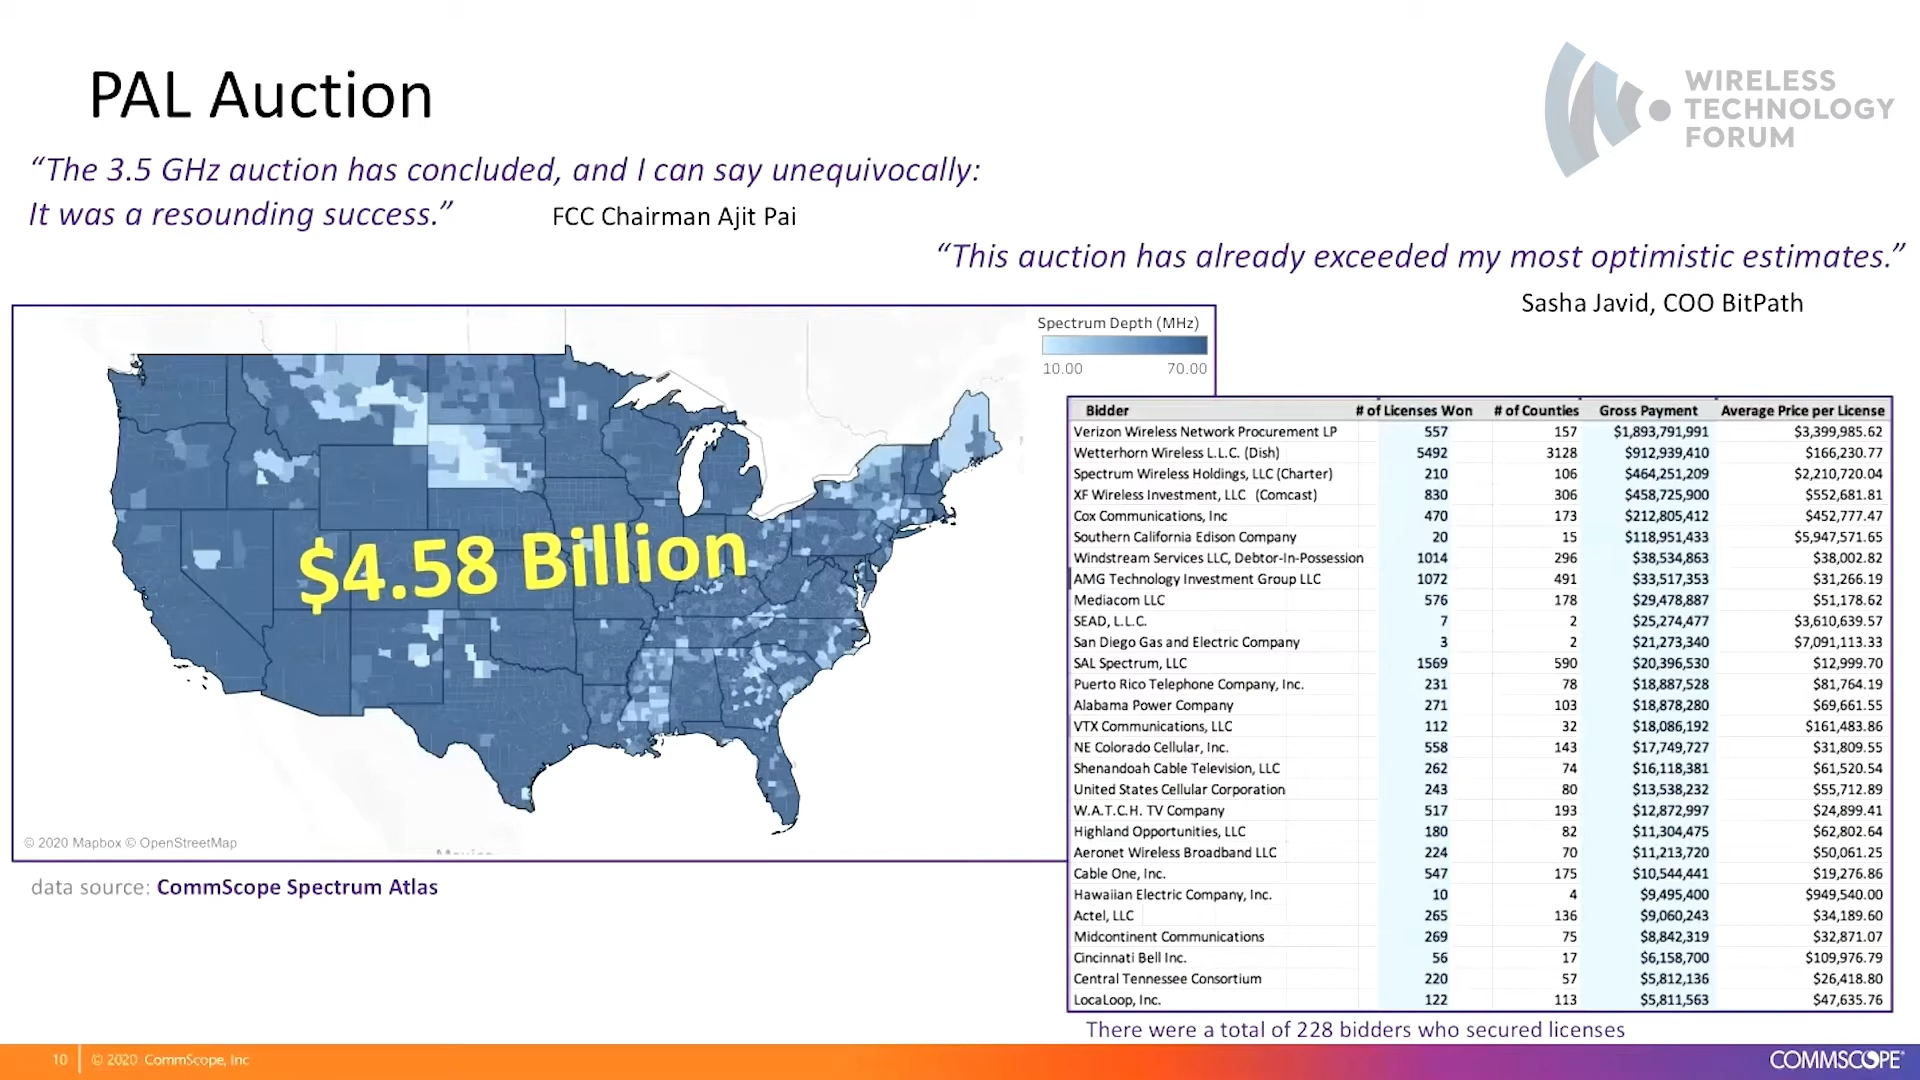 PAL Auction
WIRELESS
TECHNOLOGY
FORUM
“The 3.5 GHz auction has concluded, and I can say unequivocally:
It was a resounding success.” FCC Chairman Ajit Pai
“This auction has already exceeded my most optimistic estimates.”
Sasha Javid, COO BitPath
Spectrum Depth (MHz)
10.00 70.00
$4.58 Billion
© 2020 Mapbox © OpenStreetMap
data source: CommScope Spectrum Atlas
Bidder # of Licenses Won # of Counties Gross Payment Average Price per License
Verizon Wireless Network Procurement LP 557 157 $1,893,791,991 $3,399,985.62
Wetterhorn Wireless L.L.C. (Dish) 5492 3128 $912,939,410 $166,230.77
Spectrum Wireless Holdings, LLC (Charter) 210 106 $464,251,209 $2,210,720.04
XF Wireless Investment, LLC (Comcast) 830 306 $458,725,900 $552,681.81
Cox Communications, Inc 470 173 $212,805,412 $452,777.47
Southern California Edison Company 20 15 $118,951,433 $5,947,571.65
Windstream Services LLC, Debtor-In-Possession 1014 296 $38,534,863 $38,002.82
AMG Technology Investment Group LLC 1072 491 $33,517,353 $31,266.19
Mediacom LLC 576 178 $29,478,887 $51,178.62
SEAD, L.L.C. 7 2 $25,274,477 $3,610,639.57
San Diego Gas and Electric Company 3 2 $21,273,340 $7,091,113.33
SAL Spectrum, LLC 1569 590 $20,396,530 $12,999.70
Puerto Rico Telephone Company, Inc. 231 78 $18,887,528 $81,764.19
Alabama Power Company 271 103 $18,878,280 $69,661.55
VTX Communications, LLC 112 32 $18,086,192 $161,483.86
NE Colorado Cellular, Inc. 558 143 $17,749,727 $31,809.55
Shenandoah Cable Television, LLC 262 74 $16,118,381 $61,520.54
United States Cellular Corporation 243 80 $13,538,232 $55,712.89
W.A.T.C.H. TV Company 517 193 $12,872,997 $24,899.41
Highland Opportunities, LLC 180 82 $11,304,475 $62,802.64
Aeronet Wireless Broadband LLC 224 70 $11,213,720 $50,061.25
Cable One, Inc. 547 175 $10,544,441 $19,276.86
Hawaiian Electric Company, Inc. 10 4 $9,495,400 $949,540.00
Actel, LLC 265 136 $9,060,243 $34,189.60
Midcontinent Communications 269 75 $8,842,319 $32,871.07
Cincinnati Bell Inc. 56 17 $6,158,700 $109,976.79
Central Tennessee Consortium 220 57 $5,812,136 $26,418.80
LocaLoop, Inc. 122 113 $5,811,563 $47,635.76
There were a total of 228 bidders who secured licenses
10 © 2020 CommScope, Inc
COMMSCOPE